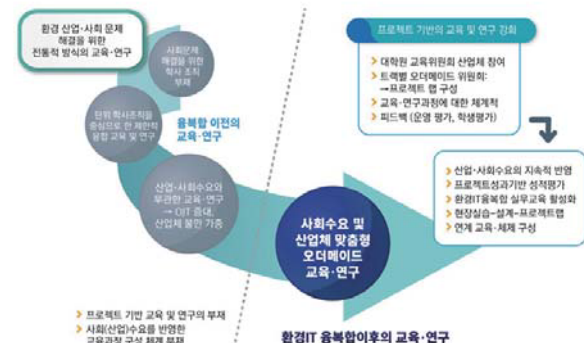 환경 산업·사회 문제
해결을 위한
전통적 방식의 교육·연구
사회문제
해결을 위한
학사 조직
부재
융복합 이전의
교육·연구
단위 학사조직을
중심으로 한 제한적
융합 교육 및 연구
산업·사회수요와
무관한 교육·연구
→ OJT 증대,
산업체 불만 가중
> 프로젝트 기반 교육 및 연구의 부재
> 사회(산업)수요를 반영한
교육과정 구성 체계 부재
프로젝트 기반의 교육 및 연구 강화
> 대학원 교육위원회 산업체 참여
> 트랙별 오더메이드 위원회:
→프로젝트 랩 구성
> 교육·연구과정에 대한 체계적
> 피드백 (운영 평가, 학생평가)
> 산업·사회수요의 지속적 반영
> 프로젝트성과기반 성적평가
> 환경IT융복합 실무교육 활성화
> 현장실습-설계-프로젝트랩
> 연계 교육·체제 구성
사회수요 및
산업체 맞춤형
오더메이드
교육·연구
환경IT 융복합이후의 교육·연구